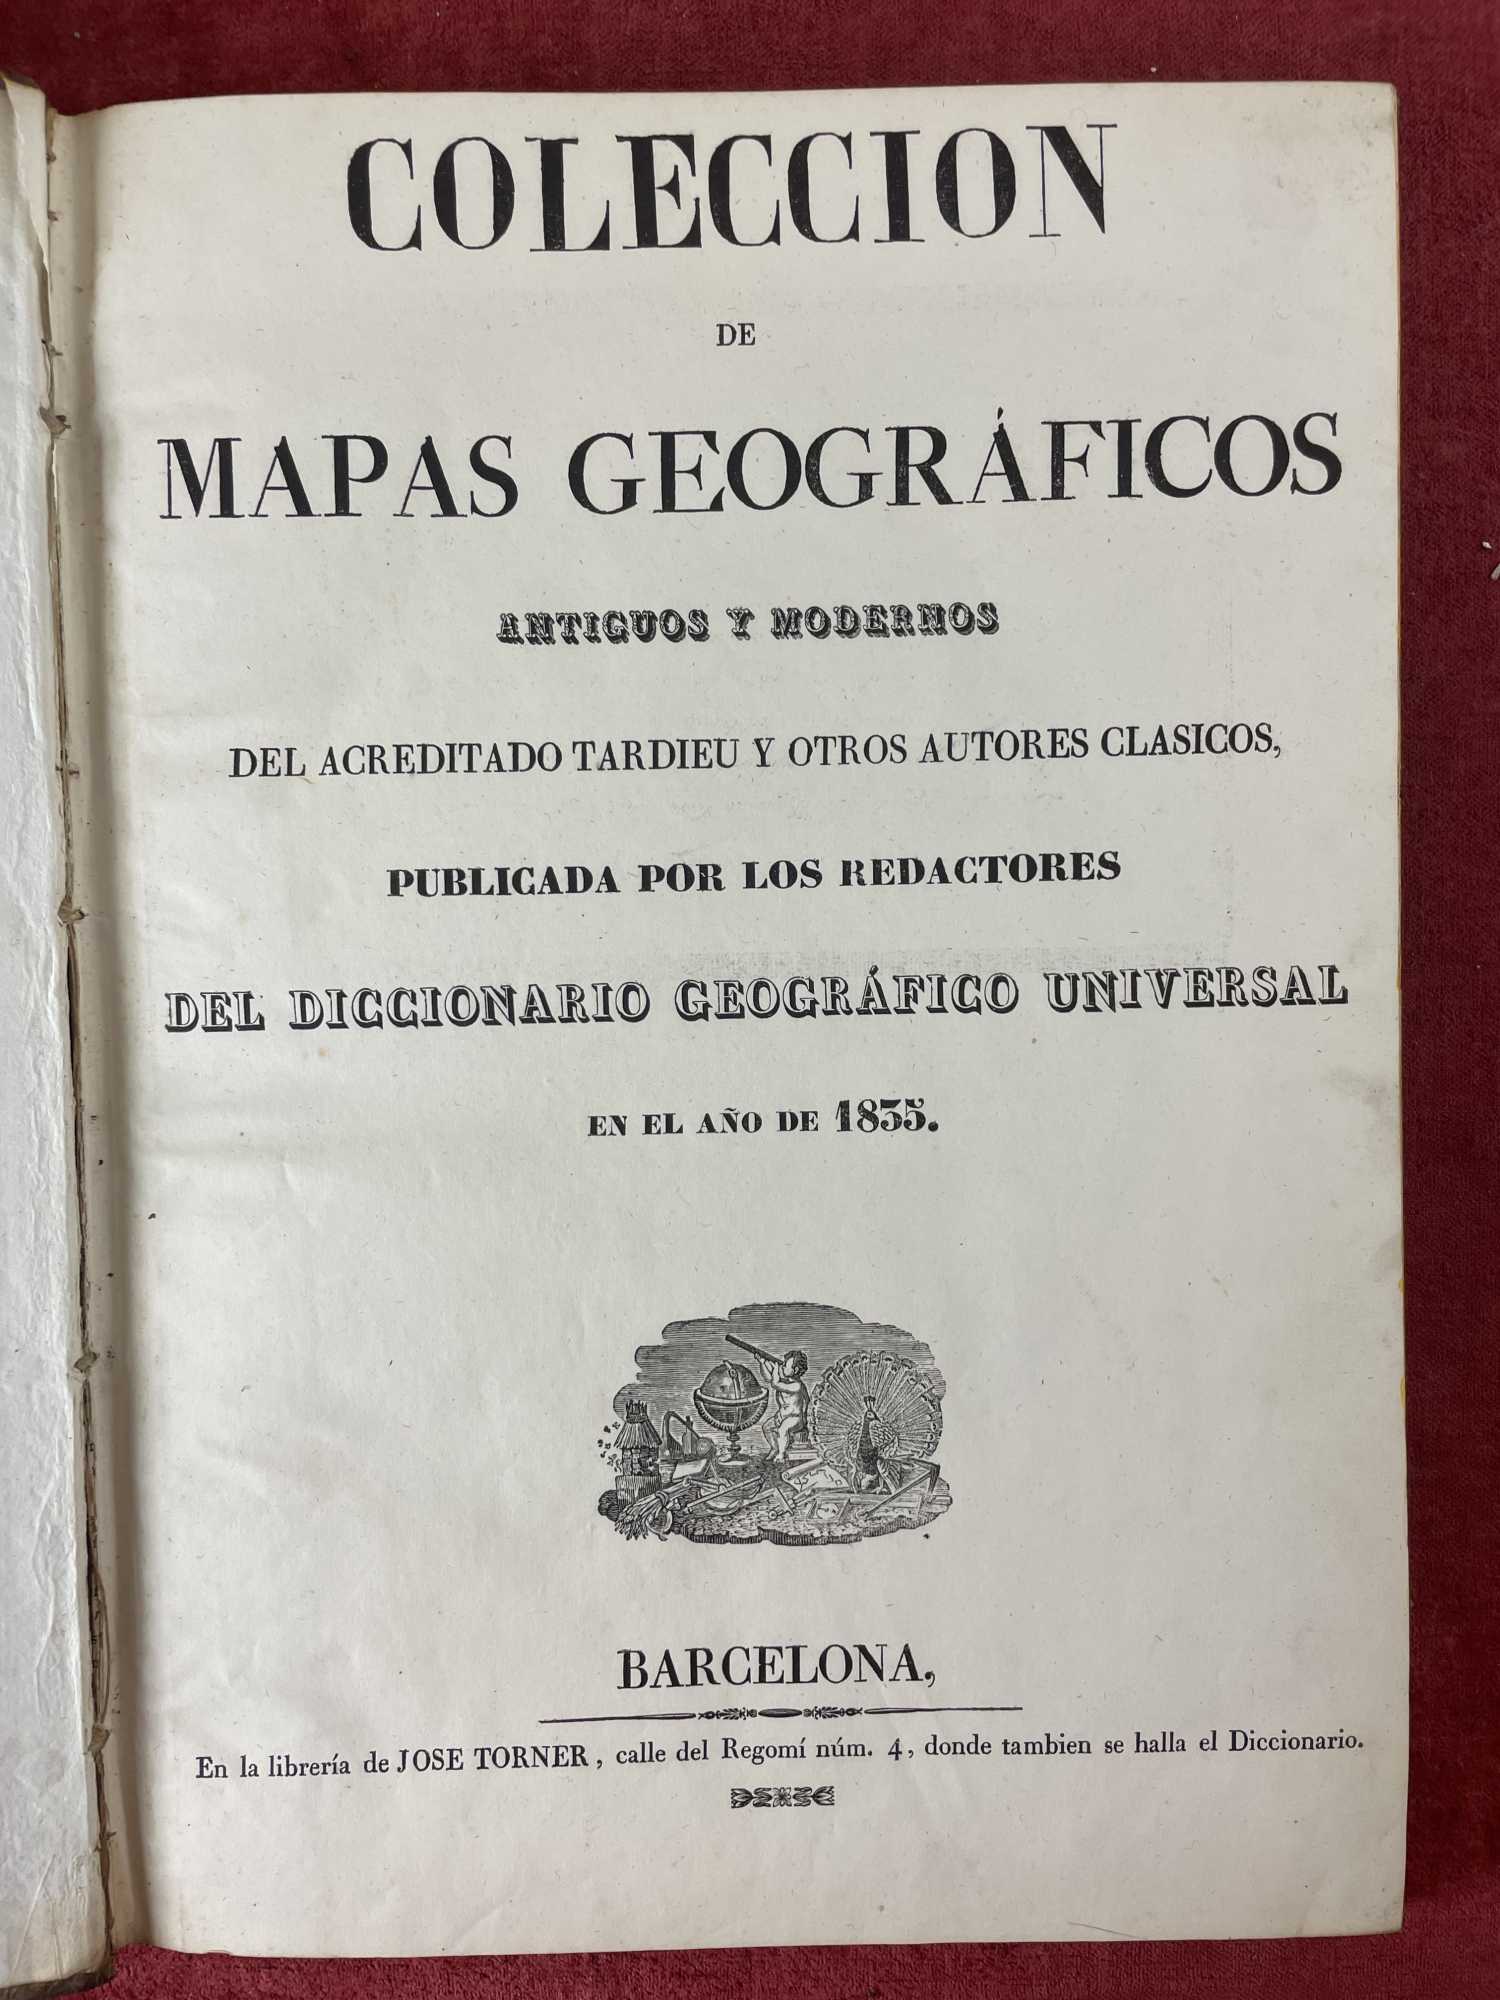 COLECCION
DE
MAPAS GEOGRÁFICOS
ANTIGUOS Y MODERNOS
DEL ACREDITADO TARDIEU Y OTROS AUTORES CLASICOS,
PUBLICADA POR LOS REDACTORES
DEL DICCIONARIO GEOGRÁFICO UNIVERSAL
EN EL AÑO DE 1835.
BARCELONA,
En la librería de JOSE TORNER, calle del Regomí núm. 4, donde tambien se halla el Diccionario.